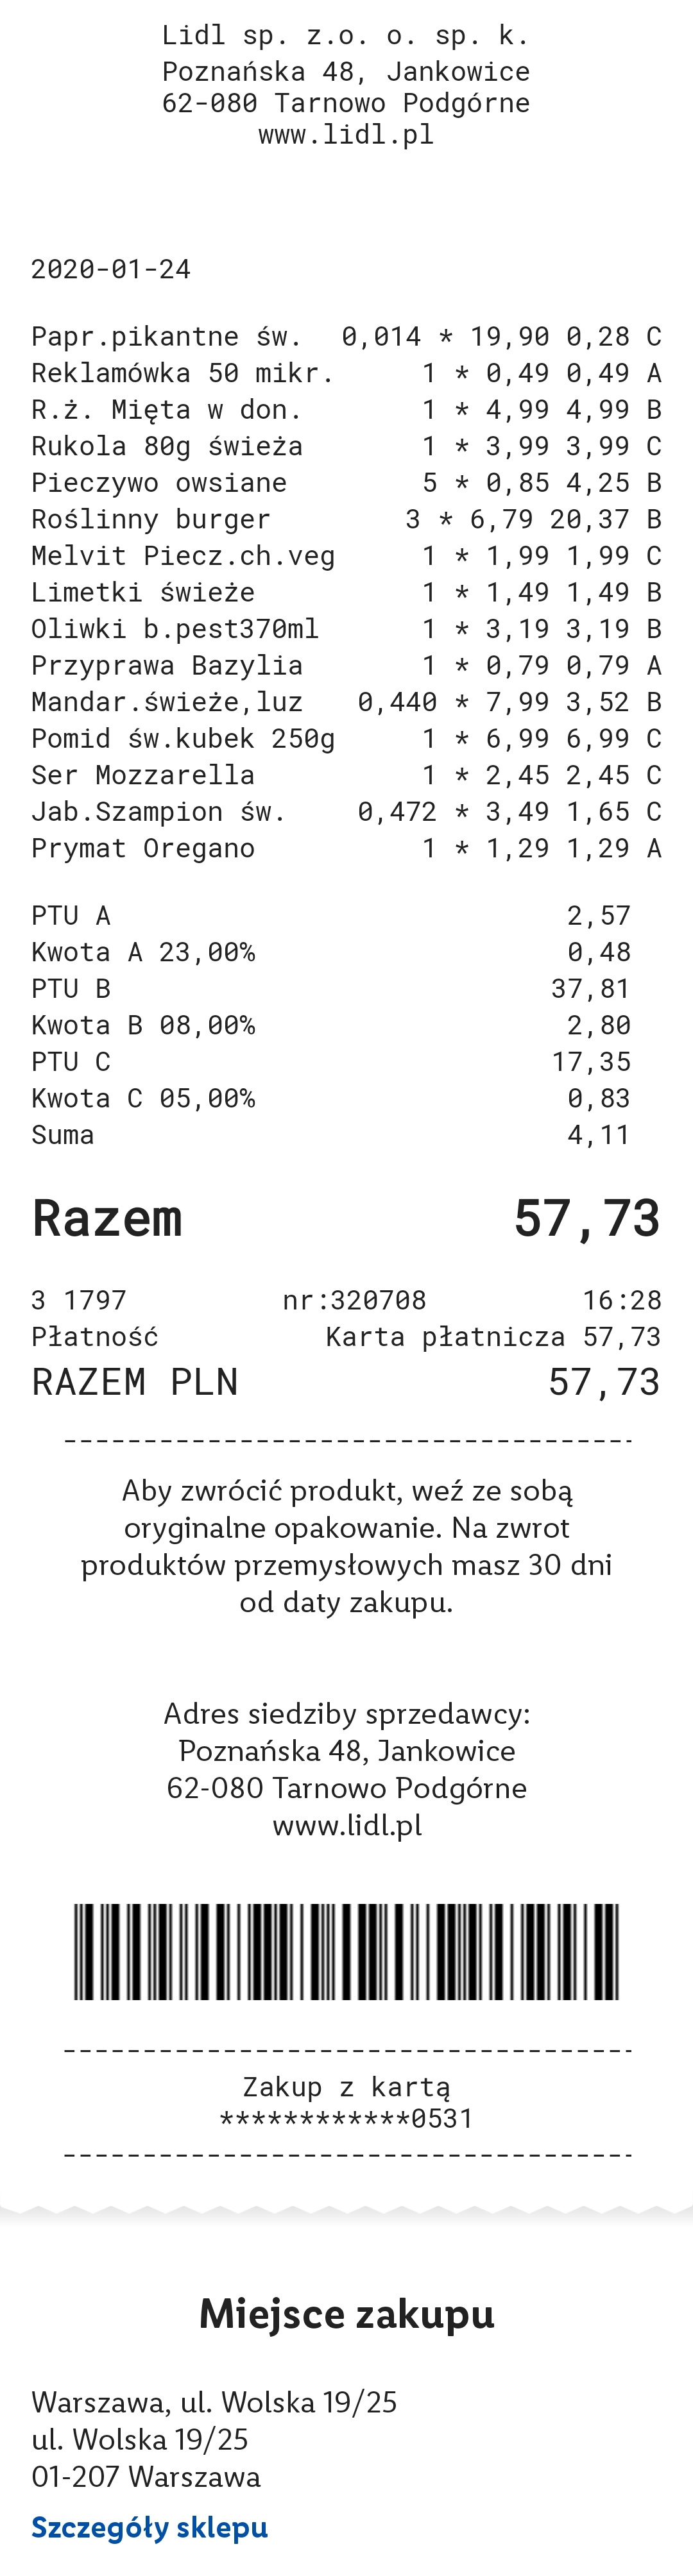 Lidl sp. z.o. o. sp. k.
Poznańska 48, Jankowice
62-080 Tarnowo Podgórne
www.lidl.pl
2020-01-24
Papr.pikantne św. 0,014 * 19,90 0,28 C
Reklamówka 50 mikr. 1 * 0,49 0,49 A
R.ż. Mięta w don. 1 * 4,99 4,99 B
Rukola 80g świeża 1 * 3,99 3,99 C
Pieczywo owsiane 5 * 0,85 4,25 B
Roślinny burger 3 * 6,79 20,37 B
Melvit Piecz.ch.veg 1 * 1,99 1,99 C
Limetki świeże 1 * 1,49 1,49 B
Oliwki b.pest370ml 1 * 3,19 3,19 B
Przyprawa Bazylia 1 * 0,79 0,79 A
Mandar.świeże,luz 0,440 * 7,99 3,52 B
Pomid św.kubek 250g 1 * 6,99 6,99 C
Ser Mozzarella 1 * 2,45 2,45 C
Jab.Szampion św. 0,472 * 3,49 1,65 C
Prymat Oregano 1 * 1,29 1,29 A
PTU A 2,57
Kwota A 23,00% 0,48
PTU B 37,81
Kwota B 08,00% 2,80
PTU C 17,35
Kwota C 05,00% 0,83
Suma 4,11
Razem 57,73
3 1797 nr:320708 16:28
Płatność Karta płatnicza 57,73
RAZEM PLN 57,73
Aby zwrócić produkt, weź ze sobą
oryginalne opakowanie. Na zwrot
produktów przemysłowych masz 30 dni
od daty zakupu.
Adres siedziby sprzedawcy:
Poznańska 48, Jankowice
62-080 Tarnowo Podgórne
www.lidl.pl
Zakup z kartą
************0531
Miejsce zakupu
Warszawa, ul. Wolska 19/25
ul. Wolska 19/25
01-207 Warszawa
Szczegóły sklepu